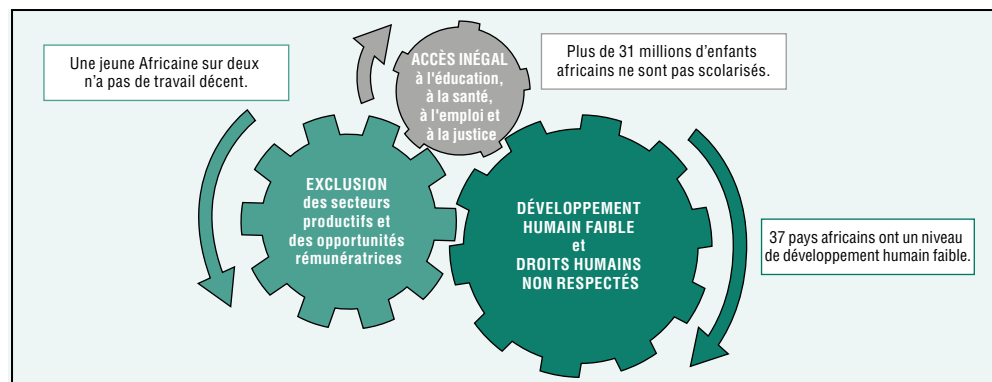 Une jeune Africaine sur deux
n’a pas de travail décent.
ACCÈS INÉGAL
à l'éducation,
à la santé,
à l'emploi et
à la justice
Plus de 31 millions d’enfants
africains ne sont pas scolarisés.
EXCLUSION
des secteurs
productifs et
des opportunités
rémunératrices
DÉVELOPPEMENT
HUMAIN FAIBLE
et
DROITS HUMAINS
NON RESPECTÉS
37 pays africains ont un niveau
de développement humain faible.